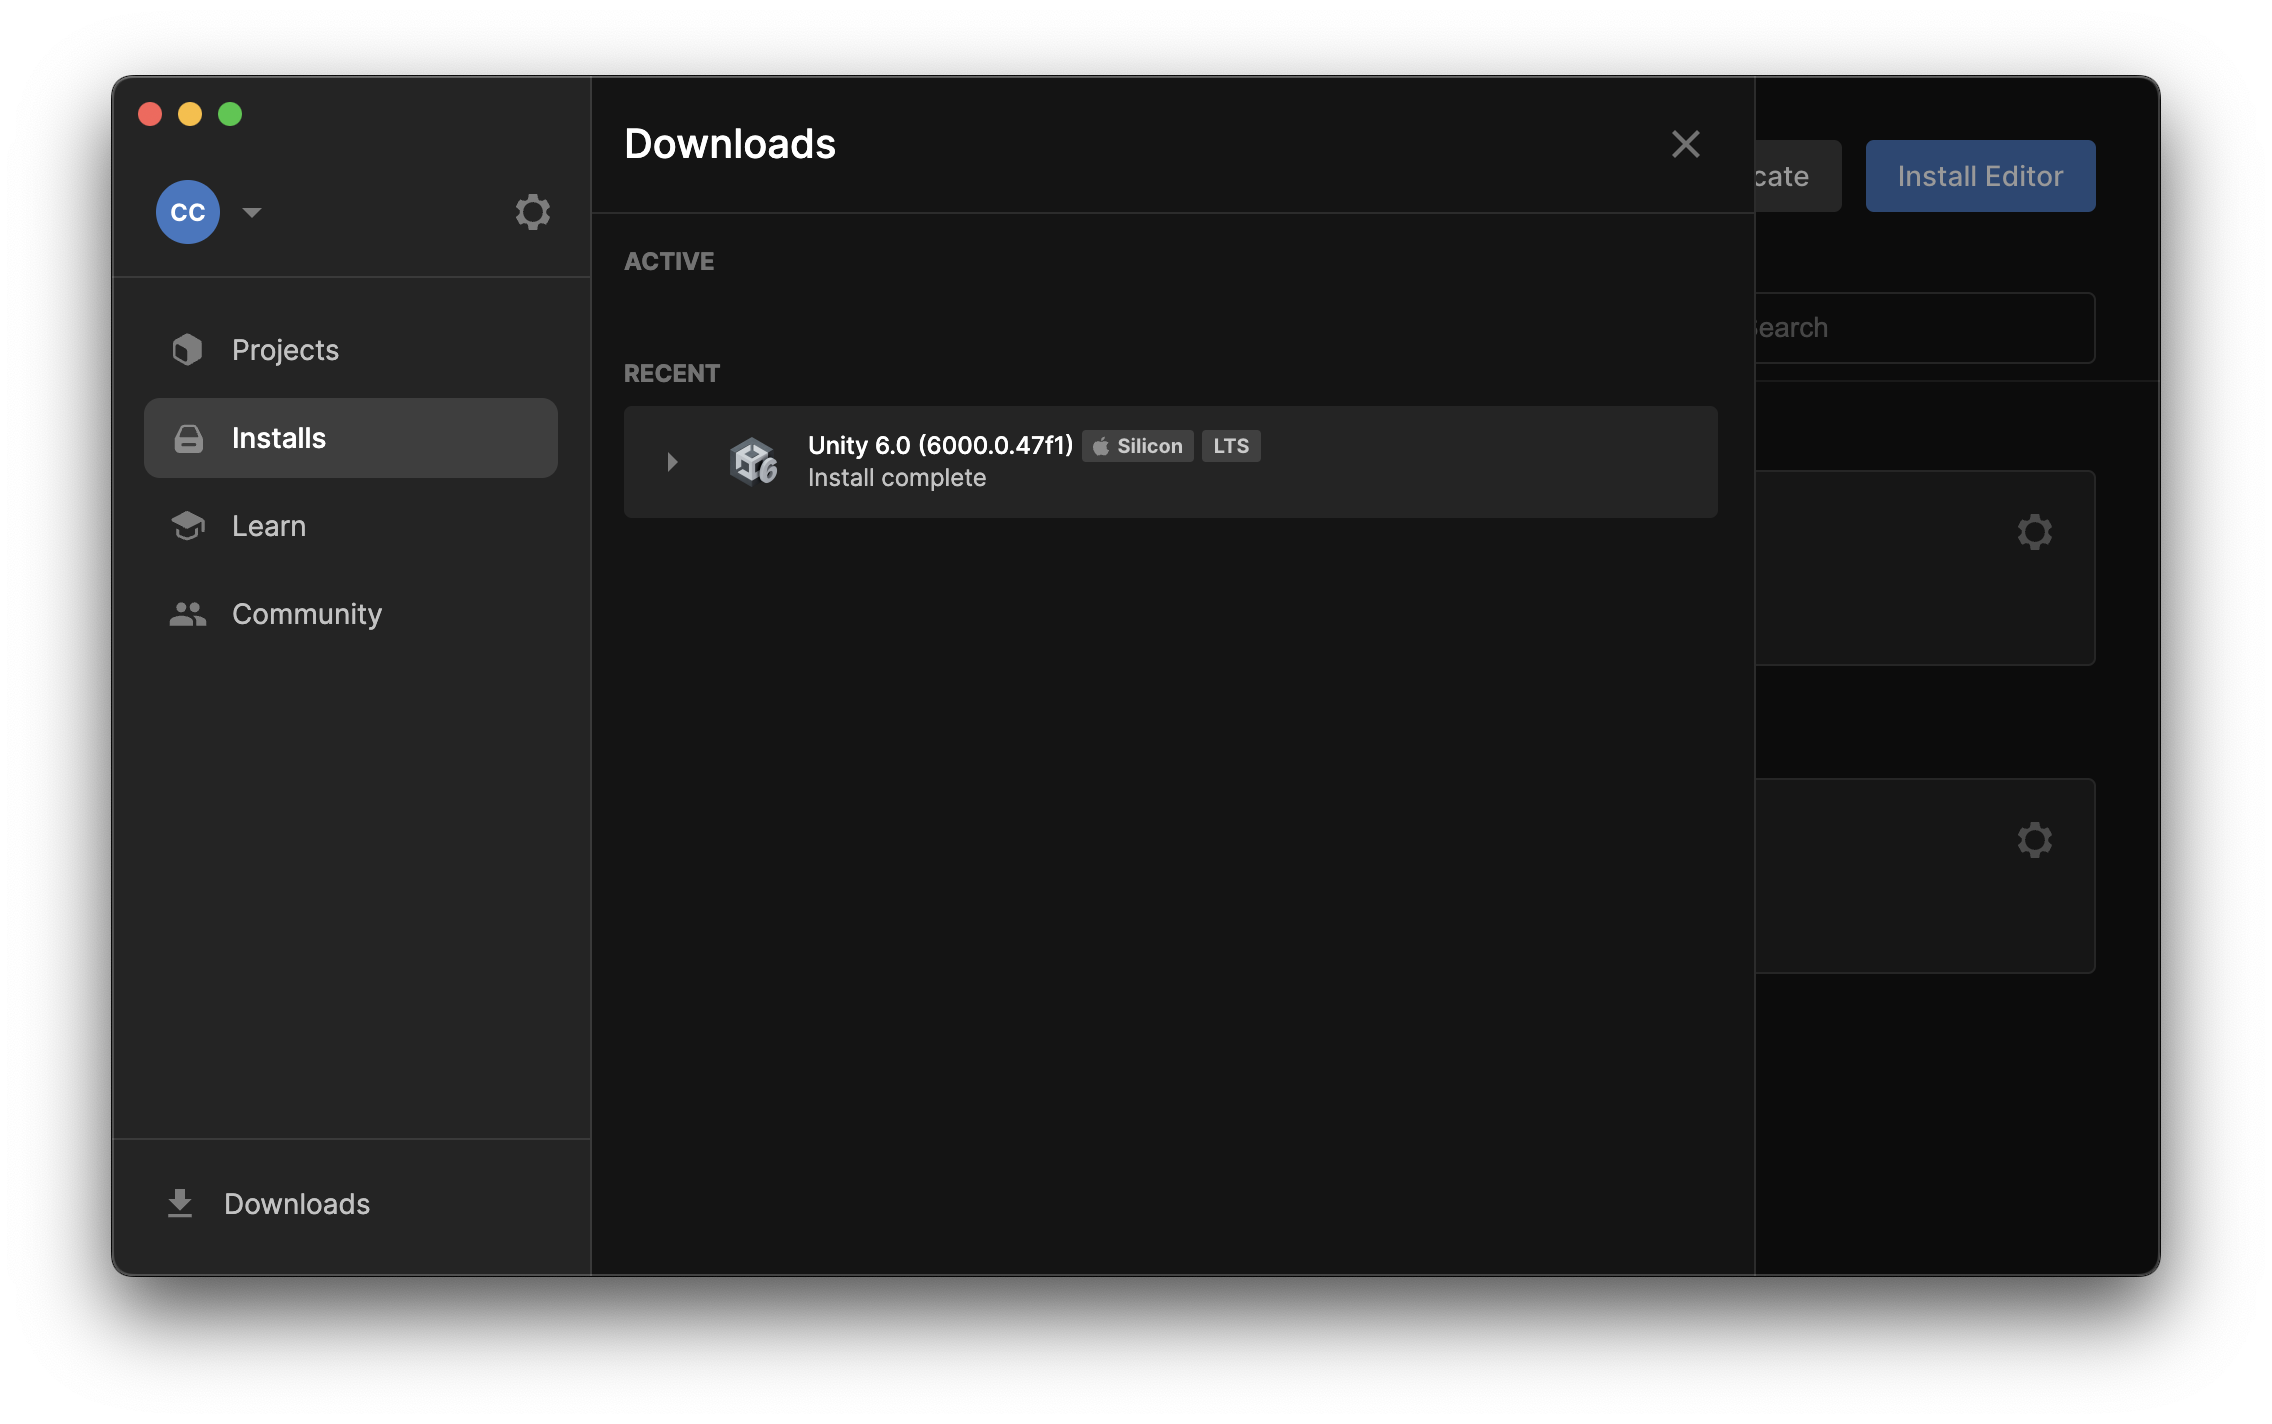 CC
Projects
Installs
Learn
Community
Downloads
Downloads
ACTIVE
RECENT
Unity 6.0 (6000.0.47f1) Silicon LTS
Install complete
cate
Install Editor
Search